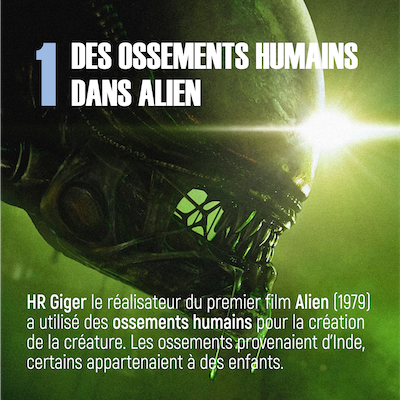 1
DES OSSEMENTS HUMAINS
DANS ALIEN
HR Giger le réalisateur du premier film Alien (1979)
a utilisé des ossements humains pour la création
de la créature. Les ossements provenaient d'Inde,
certains appartenaient à des enfants.